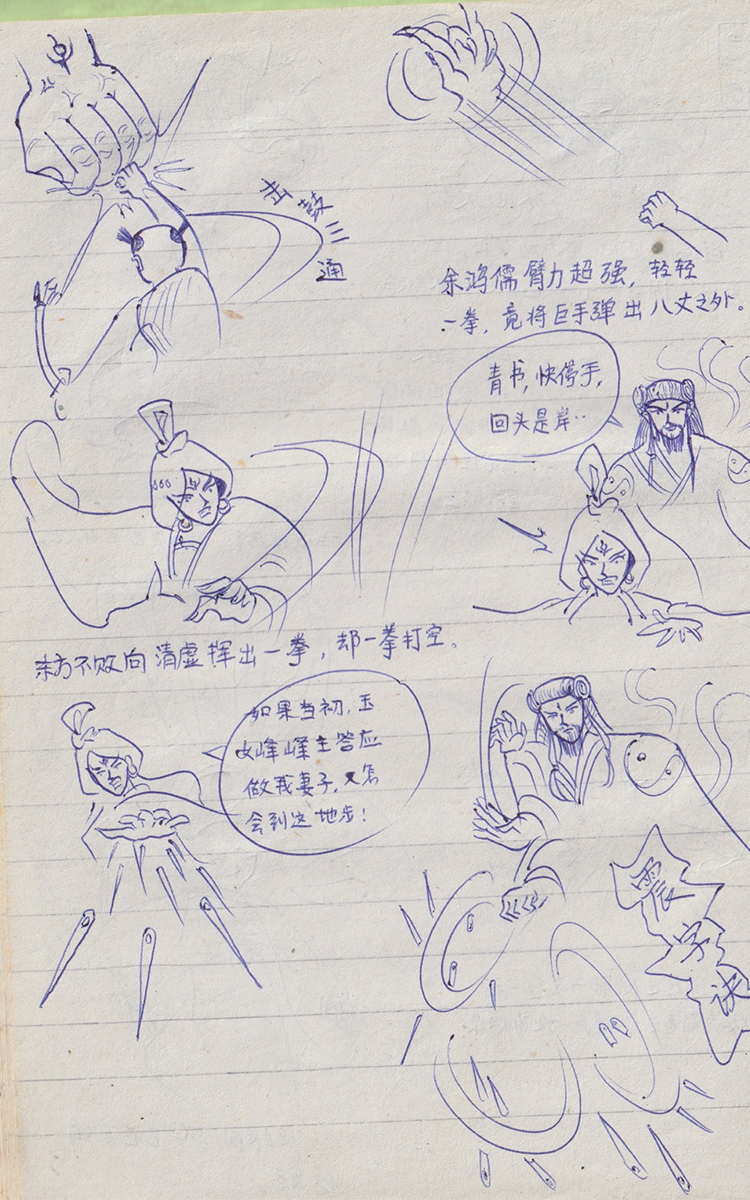 击鼓三通
余鸿儒臂力超强，轻轻
一拳，竟将巨手弹出八丈之外。
青书，快停手，
回头是岸··
东方不败向清虚挥出一拳，却一拳打空。
如果当初，玉
女峰峰主答应
做我妻子，又怎
会到这地步！
震字诀